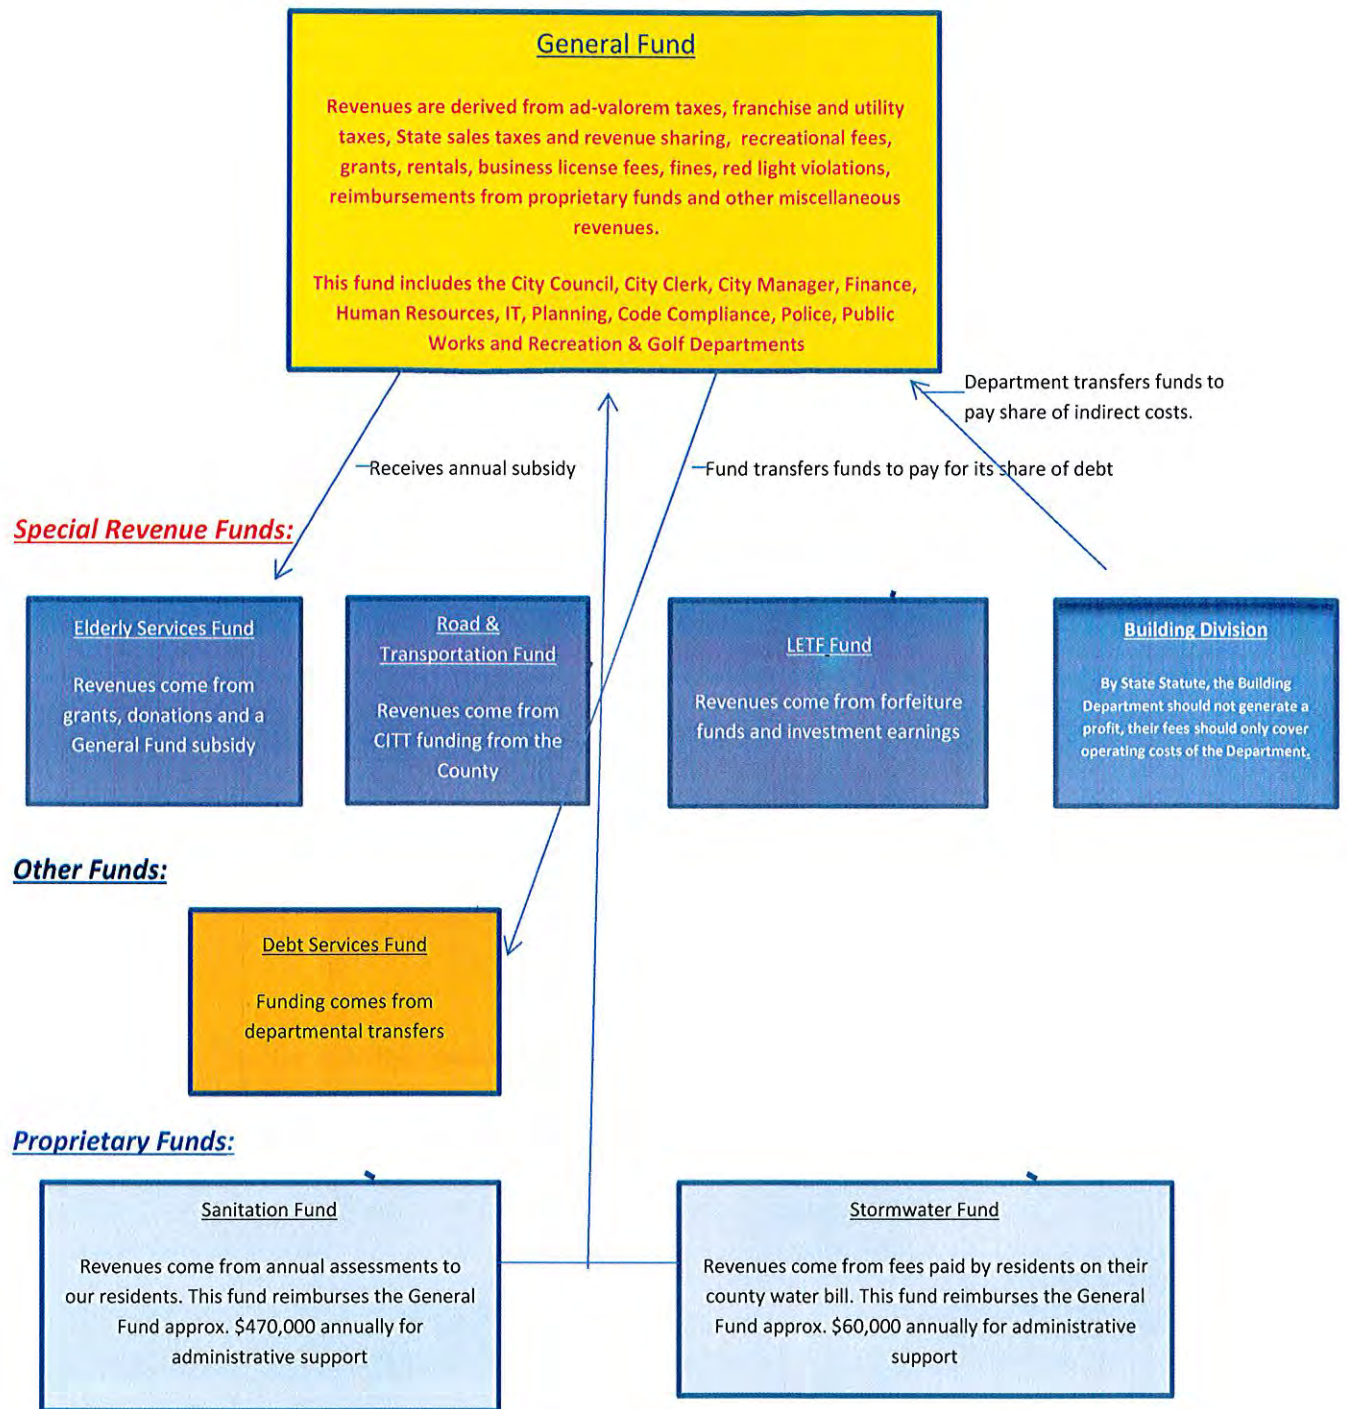 General Fund
Revenues are derived from ad-valorem taxes, franchise and utility
taxes, State sales taxes and revenue sharing, recreational fees,
grants, rentals, business license fees, fines, red light violations,
reimbursements from proprietary funds and other miscellaneous
revenues.
This fund includes the City Council, City Clerk, City Manager, Finance,
Human Resources, IT, Planning, Code Compliance, Police, Public
Works and Recreation & Golf Departments
Department transfers funds to
pay share of indirect costs.
Receives annual subsidy
Fund transfers funds to pay for its share of debt
Special Revenue Funds:
Elderly Services Fund
Revenues come from
grants, donations and a
General Fund subsidy
Road &
Transportation Fund
Revenues come from
CITT funding from the
County
LETF Fund
Revenues come from forfeiture
funds and investment earnings
Building Division
By State Statute, the Building
Department should not generate a
profit, their fees should only cover
operating costs of the Department.
Other Funds:
Debt Services Fund
Funding comes from
departmental transfers
Proprietary Funds:
Sanitation Fund
Revenues come from annual assessments to
our residents. This fund reimburses the General
Fund approx. $470,000 annually for
administrative support
Stormwater Fund
Revenues come from fees paid by residents on their
county water bill. This fund reimburses the General
Fund approx. $60,000 annually for administrative
support